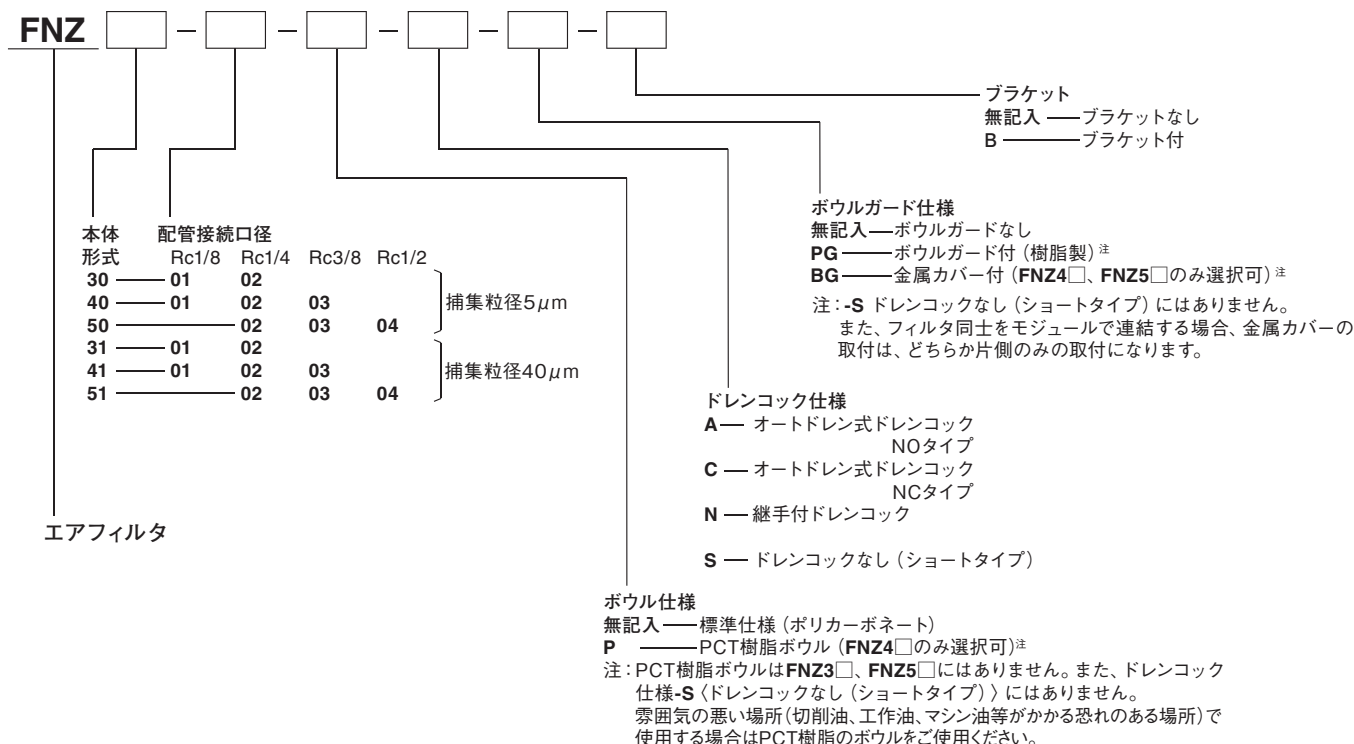 FNZ □ - □ - □ - □ - □ - □
ブラケット
無記入 ブラケットなし
B ブラケット付
ボウルガード仕様
無記入 ボウルガードなし
PG ボウルガード付（樹脂製）注
BG 金属カバー付（FNZ4□、FNZ5□のみ選択可）注
注：-S ドレンコックなし（ショートタイプ）にはありません。
また、フィルタ同士をモジュールで連結する場合、金属カバーの
取付は、どちらか片側のみの取付になります。
本体 配管接続口径
形式 Rc1/8 Rc1/4 Rc3/8 Rc1/2
30 01 02
40 01 02 03
50 02 03 04
捕集粒径5μm
31 01 02
41 01 02 03
51 02 03 04
捕集粒径40μm
ドレンコック仕様
A オートドレン式ドレンコック
NOタイプ
C オートドレン式ドレンコック
NCタイプ
N 継手付ドレンコック
S ドレンコックなし（ショートタイプ）
エアフィルタ
ボウル仕様
無記入 標準仕様（ポリカーボネート）
P PCT樹脂ボウル（FNZ4□のみ選択可）注
注：PCT樹脂ボウルはFNZ3□、FNZ5□にはありません。また、ドレンコック
仕様-S〈ドレンコックなし（ショートタイプ）〉にはありません。
雰囲気の悪い場所（切削油、工作油、マシン油等がかかる恐れのある場所）で
使用する場合はPCT樹脂のボウルをご使用ください。